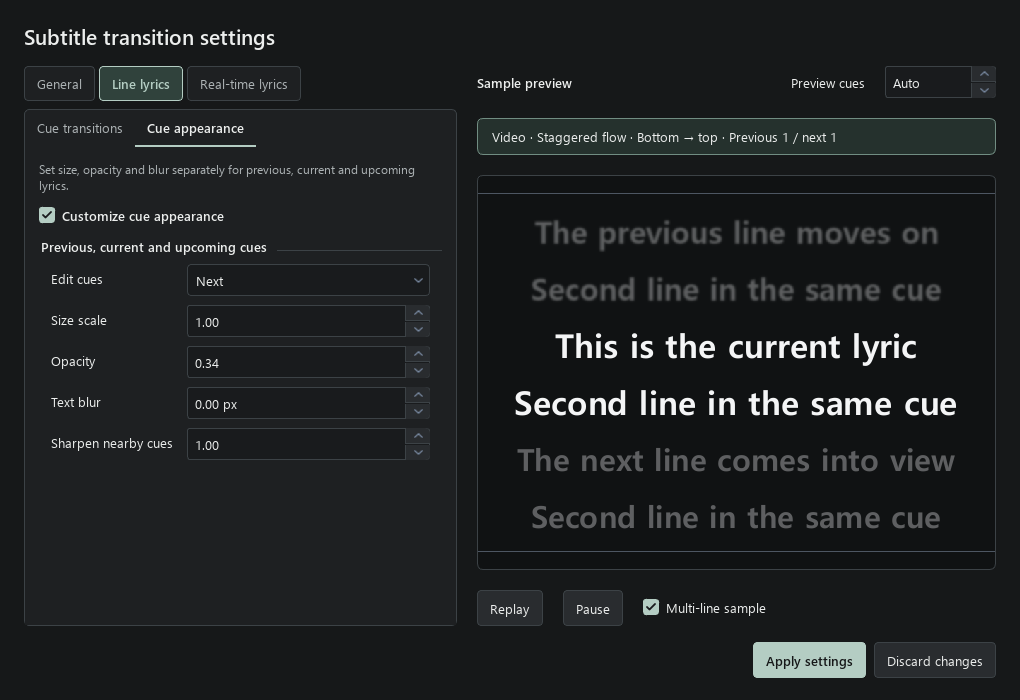 Subtitle transition settings
General
Line lyrics
Real-time lyrics
Cue transitions
Cue appearance
Set size, opacity and blur separately for previous, current and upcoming
lyrics.
Customize cue appearance
Previous, current and upcoming cues
Edit cues
Next
Size scale
1.00
Opacity
0.34
Text blur
0.00 px
Sharpen nearby cues
1.00
Sample preview
Preview cues
Auto
Video · Staggered flow · Bottom → top · Previous 1 / next 1
The previous line moves on
Second line in the same cue
This is the current lyric
Second line in the same cue
The next line comes into view
Second line in the same cue
Replay
Pause
Multi-line sample
Apply settings
Discard changes